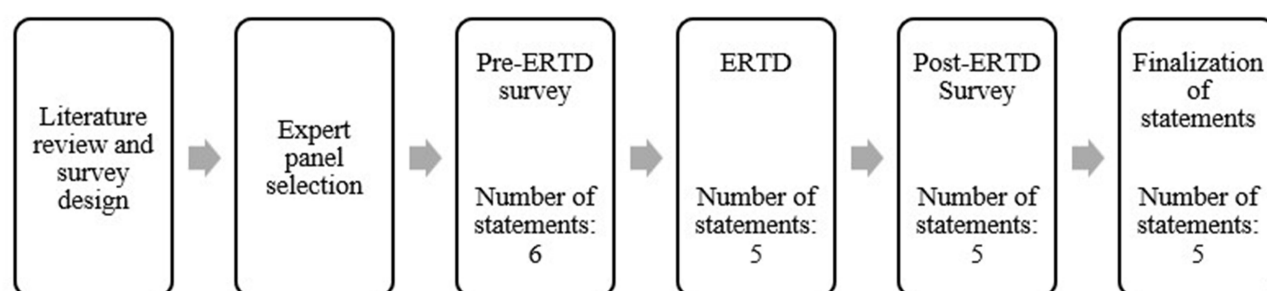 Literature
review and
survey
design
Expert
panel
selection
Pre-ERTD
survey
Number of
statements:
6
ERTD
Number of
statements:
5
Post-ERTD
Survey
Number of
statements:
5
Finalization
of
statements
Number of
statements:
5